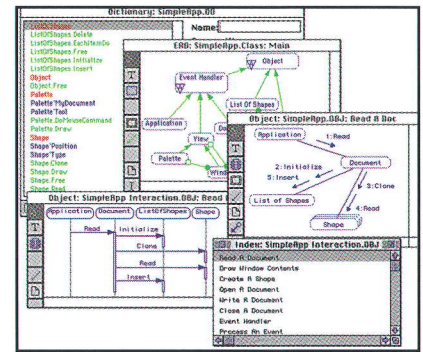 Dictionary: SimpleApp.DB
Name:
ListOfShapes.Delete
ListOfShapes.EachItemDo
ListOfShapes.Free
ListOfShapes.Initialize
ListOfShapes.Insert
Object
Object.Free
Palette
Palette'MyDocument
Palette'Tool
Palette.DoMouseCommand
Palette.Draw
Shape
Shape'Position
Shape'Type
Shape.Clone
Shape.Draw
Shape.Free
Shape.Read
ERD: SimpleApp.Class: Main
T
Object
Event Handler
List Of Shapes
Application
View
Palette
Object: SimpleApp.OBJ: Read A Doc
T
Application
1:Read
Document
2:Initialize
5:Insert
3:Clone
List of Shapes
4:Read
Shape
Object: SimpleApp Interaction.OBJ: Read
T
Application
Document
ListOfShapes
Shape
Read
Initialize
Clone
Read
Insert
Index: SimpleApp Interaction.OBJ
Read A Document
Draw Window Contents
Create A Shape
Open A Document
Write A Document
Close A Document
Event Handler
Process An Event